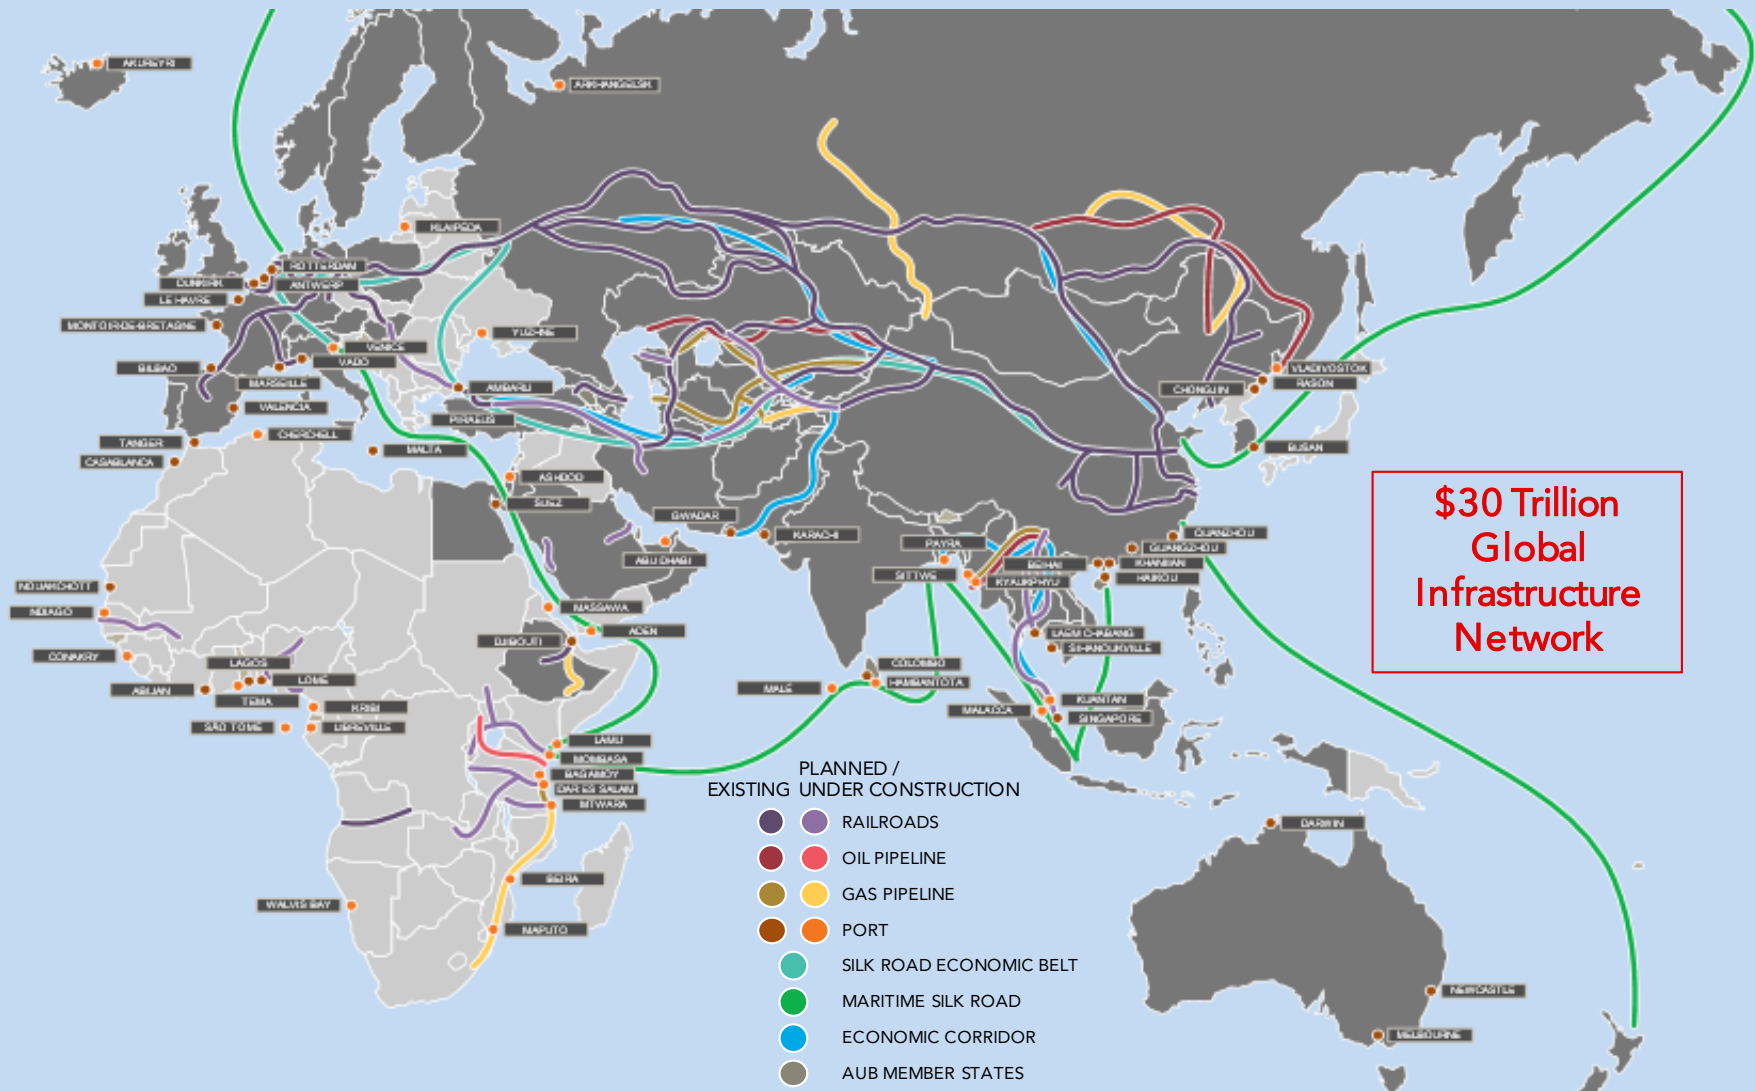 AKUREYRI
ARKHANGELSK
KLAIPEDA
ROTTERDAM
DUNKIRK
ANTWERP
LE HAVRE
MONTOIR-DE-BRETAGNE
YUZHNE
VENICE
VADO
BILBAO
MARSEILLE
AMBARLI
VLADIVOSTOK
RASON
CHONGJIN
VALENCIA
PIRAEUS
CHERCHELL
TANGER
MALTA
BUSAN
CASABLANCA
ASHDOD
SUEZ
$30 Trillion
Global
Infrastructure
Network
GWADAR
KARACHI
QUANZHOU
PAYRA
GUANGZHOU
ABU DHABI
BEIHAI
SITTWE
KYAUKPHYU
HAIKOU
NOUAKCHOTT
NDIAGO
MASSAWA
ADEN
DJIBOUTI
LAEM CHABANG
SIHANOUKVILLE
CONAKRY
LAGOS
COLOMBO
LOME
HAMBANTOTA
ABIJAN
MALE
TEMA
KUANTAN
KRIBI
MALACCA
SINGAPORE
SAO TOME
LIBREVILLE
LAMU
MOMBASA
BAGAMOY
DAR ES SALAM
MTWARA
PLANNED /
EXISTING UNDER CONSTRUCTION
RAILROADS
DARWIN
OIL PIPELINE
BEIRA
GAS PIPELINE
WALVIS BAY
MAPUTO
PORT
SILK ROAD ECONOMIC BELT
NEWCASTLE
MARITIME SILK ROAD
ECONOMIC CORRIDOR
MELBOURNE
AIIB MEMBER STATES